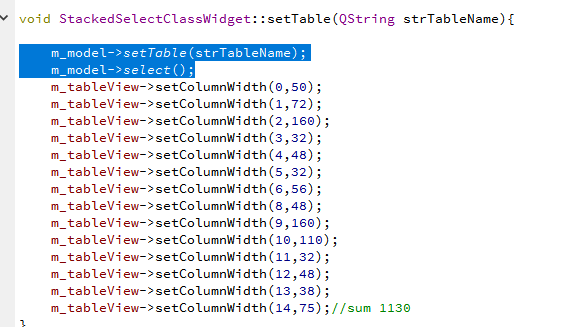 void StackedSelectClassWidget::setTable(QString strTableName){
m_model->setTable(strTableName);
m_model->select();
m_tableView->setColumnWidth(0,50);
m_tableView->setColumnWidth(1,72);
m_tableView->setColumnWidth(2,160);
m_tableView->setColumnWidth(3,32);
m_tableView->setColumnWidth(4,48);
m_tableView->setColumnWidth(5,32);
m_tableView->setColumnWidth(6,56);
m_tableView->setColumnWidth(8,48);
m_tableView->setColumnWidth(9,160);
m_tableView->setColumnWidth(10,110);
m_tableView->setColumnWidth(11,32);
m_tableView->setColumnWidth(12,48);
m_tableView->setColumnWidth(13,38);
m_tableView->setColumnWidth(14,75);//sum 1130
}